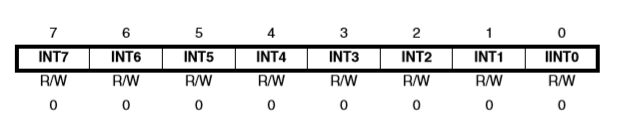 7 6 5 4 3 2 1 0
INT7 INT6 INT5 INT4 INT3 INT2 INT1 IINT0
R/W R/W R/W R/W R/W R/W R/W R/W
0 0 0 0 0 0 0 0